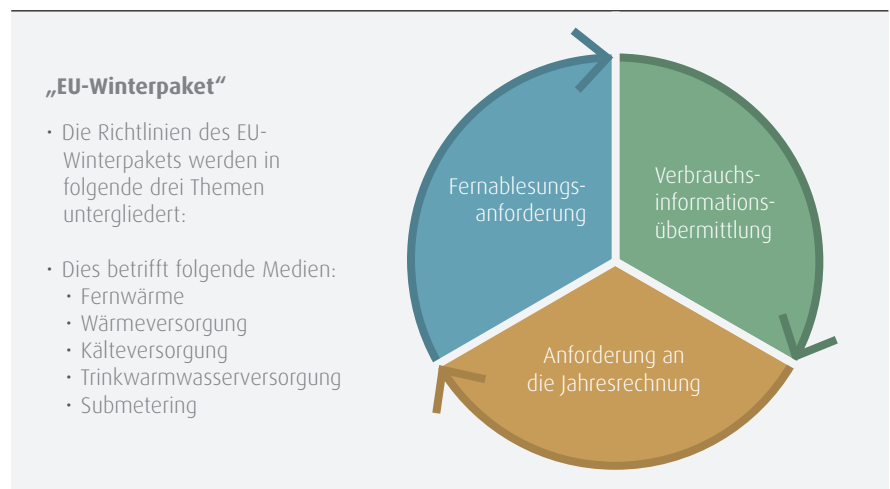 „EU-Winterpaket“
· Die Richtlinien des EU-
Winterpakets werden in
folgende drei Themen
untergliedert:
· Dies betrifft folgende Medien:
· Fernwärme
· Wärmeversorgung
· Kälteversorgung
· Trinkwarmwasserversorgung
· Submetering
Fernablesungs-
anforderung
Verbrauchs-
informations-
übermittlung
Anforderung an
die Jahresrechnung